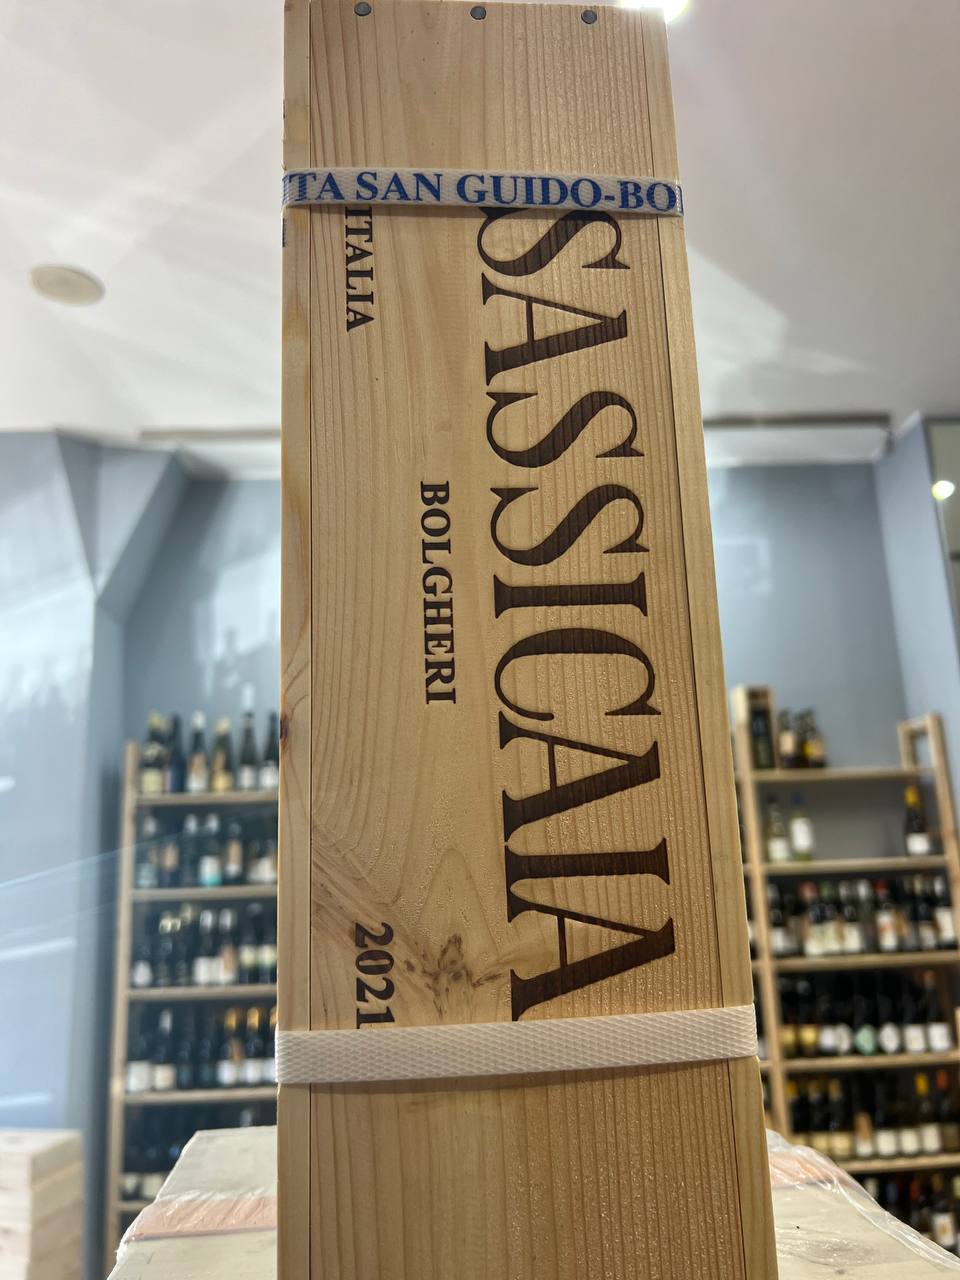 TA SAN GUIDO-BO
SASSICAIA
BOLGHERI
ITALIA
2021